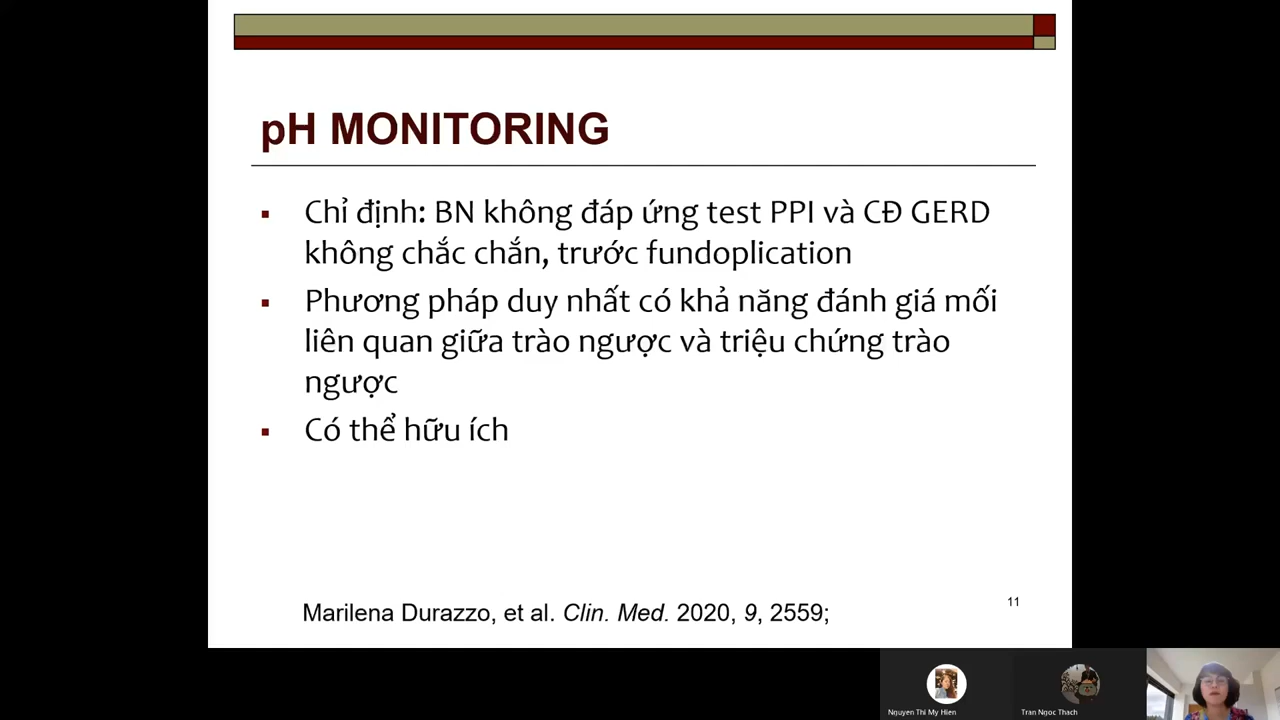 pH MONITORING
▪ Chỉ định: BN không đáp ứng test PPI và CĐ GERD
không chắc chắn, trước fundoplication
▪ Phương pháp duy nhất có khả năng đánh giá mối
liên quan giữa trào ngược và triệu chứng trào
ngược
▪ Có thể hữu ích
11
Marilena Durazzo, et al. Clin. Med. 2020, 9, 2559;
Nguyen Thi My Hien
Tran Ngoc Thach